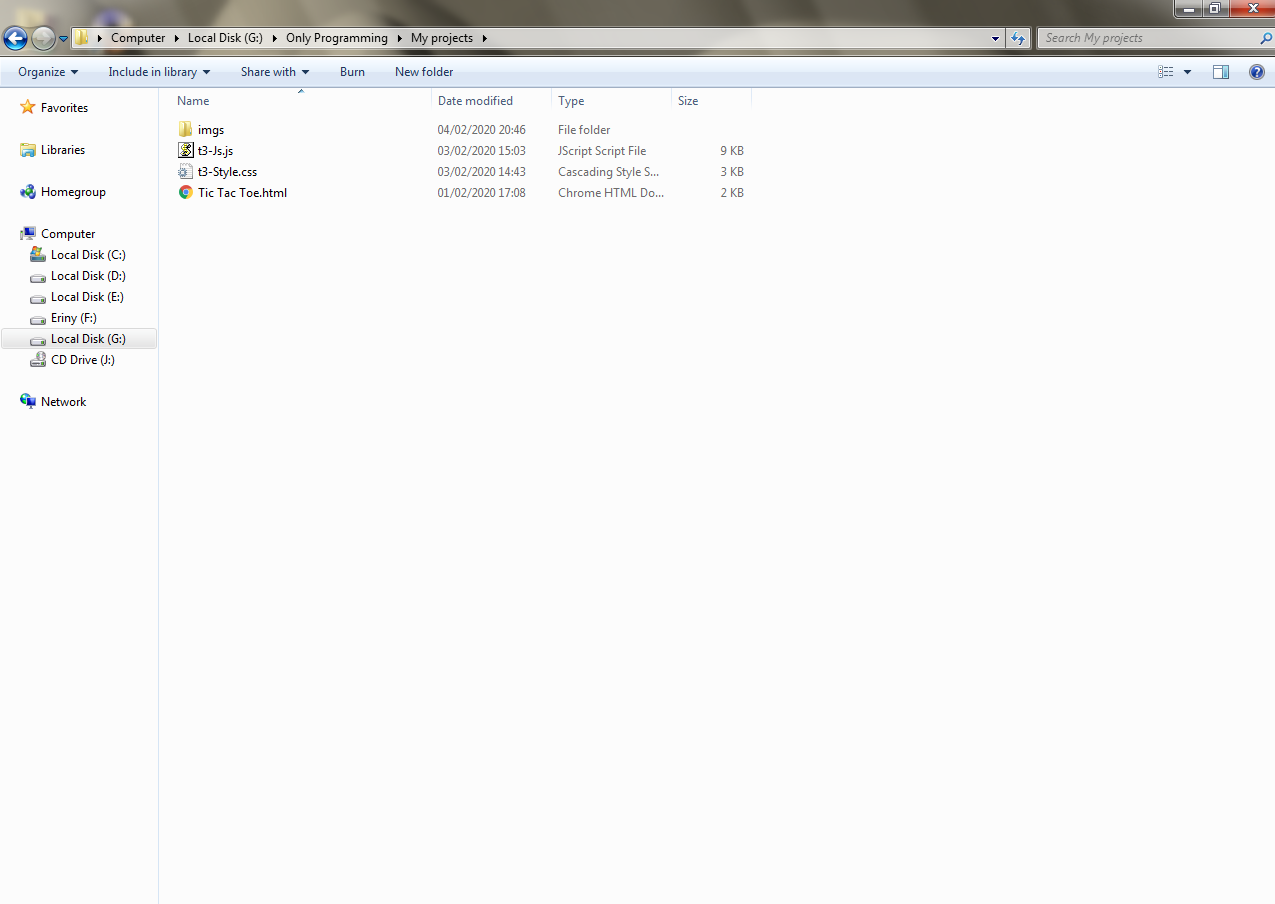 Computer Local Disk (G:) Only Programming My projects Search My projects
Organize Include in library Share with Burn New folder
Favorites
Libraries
Homegroup
Computer
Local Disk (C:)
Local Disk (D:)
Local Disk (E:)
Eriny (F:)
Local Disk (G:)
CD Drive (J:)
Network
Name Date modified Type Size
imgs 04/02/2020 20:46 File folder
t3-Js.js 03/02/2020 15:03 JScript Script File 9 KB
t3-Style.css 03/02/2020 14:43 Cascading Style S... 3 KB
Tic Tac Toe.html 01/02/2020 17:08 Chrome HTML Do... 2 KB